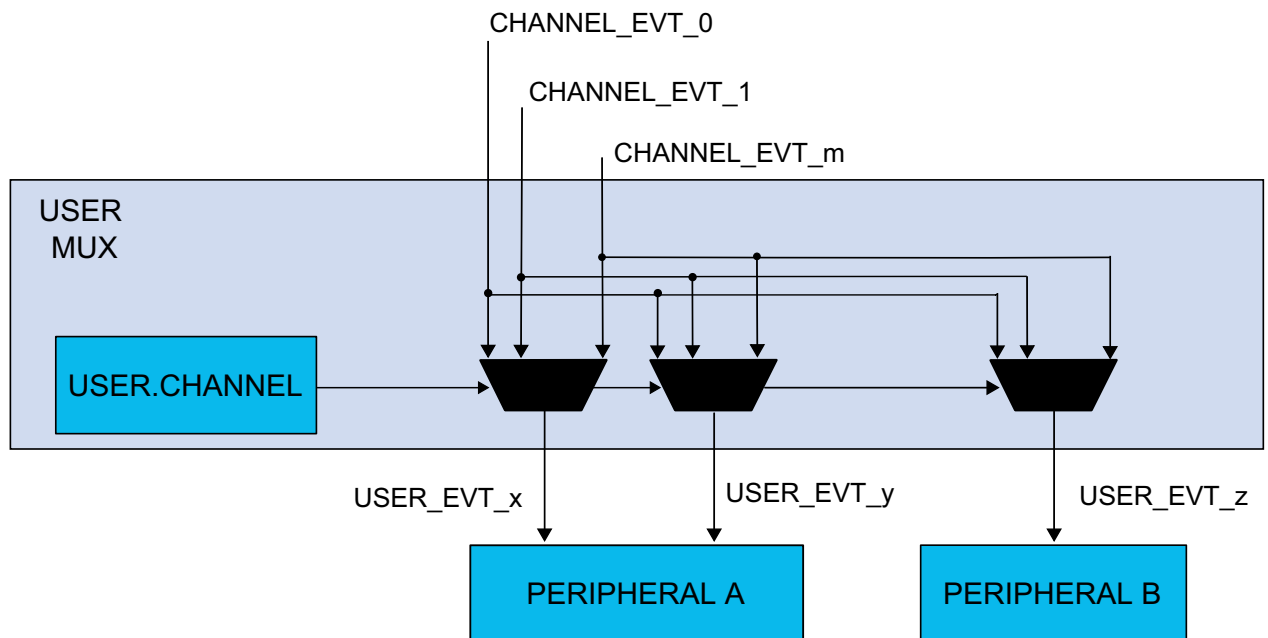 CHANNEL_EVT_0
CHANNEL_EVT_1
CHANNEL_EVT_m
USER
MUX
USER.CHANNEL
USER_EVT_x
USER_EVT_y
USER_EVT_z
PERIPHERAL A
PERIPHERAL B